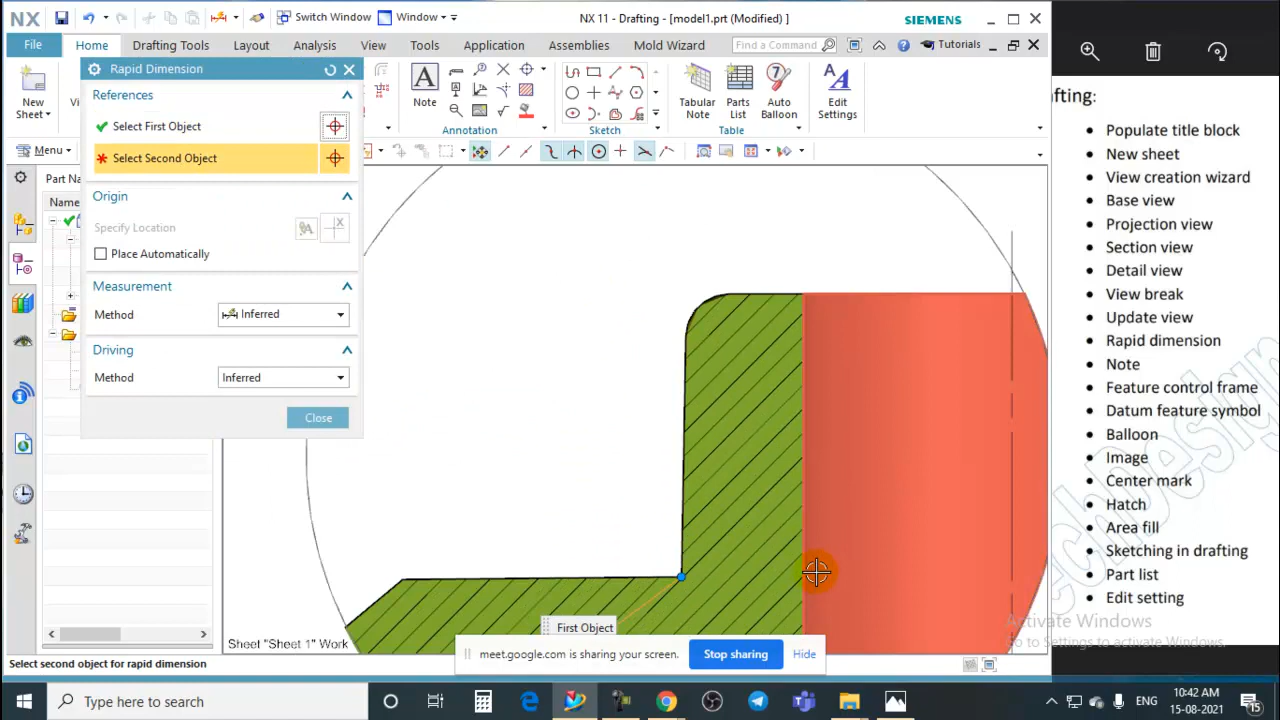 NX
Switch Window
Window
NX 11 - Drafting - [model1.prt (Modified) ]
SIEMENS
File
Home
Drafting Tools
Layout
Analysis
View
Tools
Application
Assemblies
Mold Wizard
Find a Command
Tutorials
Rapid Dimension
New
Sheet
Note
Annotation
Sketch
Tabular
Note
Parts
List
Auto
Balloon
Table
Edit
Settings
References
Select First Object
Select Second Object
Menu
Part Na
Name
Origin
Specify Location
Place Automatically
Measurement
Method
Inferred
Driving
Method
Inferred
Close
First Object
Sheet "Sheet 1" Work
Select second object for rapid dimension
meet.google.com is sharing your screen.
Stop sharing
Hide
fting:
• Populate title block
• New sheet
• View creation wizard
• Base view
• Projection view
• Section view
• Detail view
• View break
• Update view
• Rapid dimension
• Note
• Feature control frame
• Datum feature symbol
• Balloon
• Image
• Center mark
• Hatch
• Area fill
• Sketching in drafting
• Part list
• Edit setting
Activate Windows
Go to Settings to activate Windows.
Type here to search
ENG
10:42 AM
15-08-2021
15